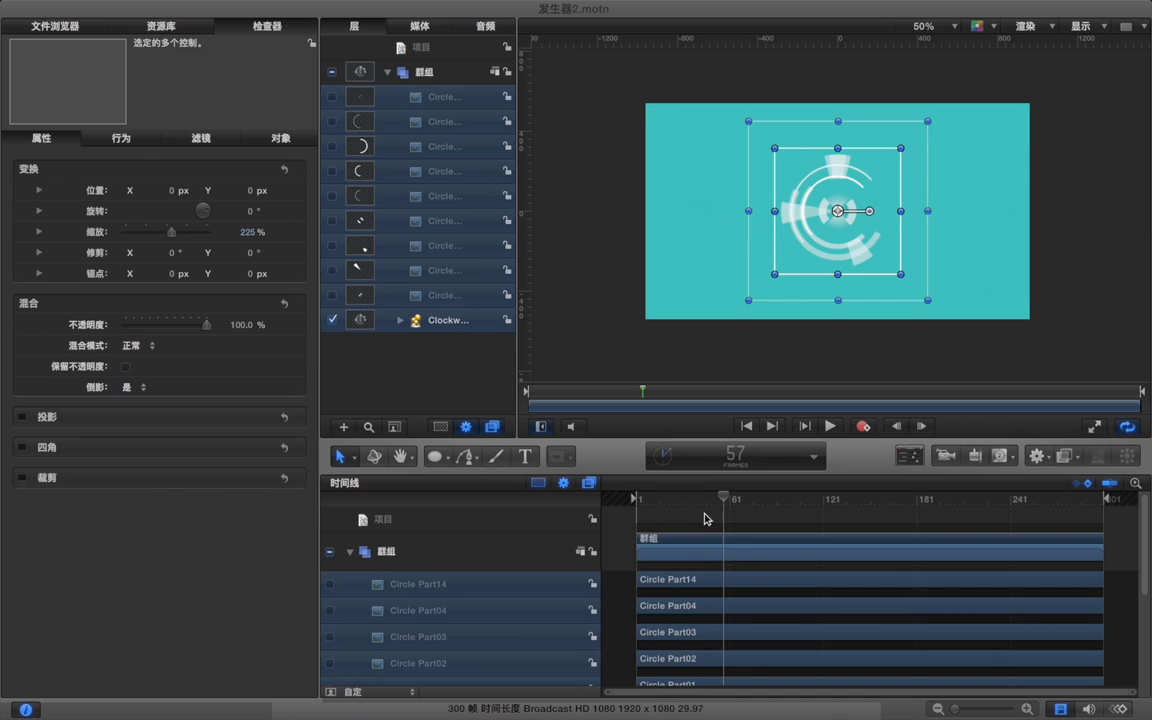 发生器2.motn
文件浏览器 资源库 检查器
选定的多个控制。
属性 行为 滤镜 对象
变换
位置: X 0 px Y 0 px
旋转: 0 °
缩放: 225 %
修剪: X 0 ° Y 0 °
锚点: X 0 px Y 0 px
混合
不透明度: 100.0 %
混合模式: 正常
保留不透明度:
倒影: 是
投影
四角
裁剪
层 媒体 音频
项目
群组
Circle...
Circle...
Circle...
Circle...
Circle...
Circle...
Circle...
Circle...
Circle...
Clockw...
50% 渲染 显示
-1200 -800 -400 0 400 800 1200
T
57
FRAMES
时间线
1 61 121 181 241 301
项目
群组
Circle Part14
Circle Part04
Circle Part03
Circle Part02
群组
Circle Part14
Circle Part04
Circle Part03
Circle Part02
Circle Part01
自定
300 帧 时间长度 Broadcast HD 1080 1920 x 1080 29.97